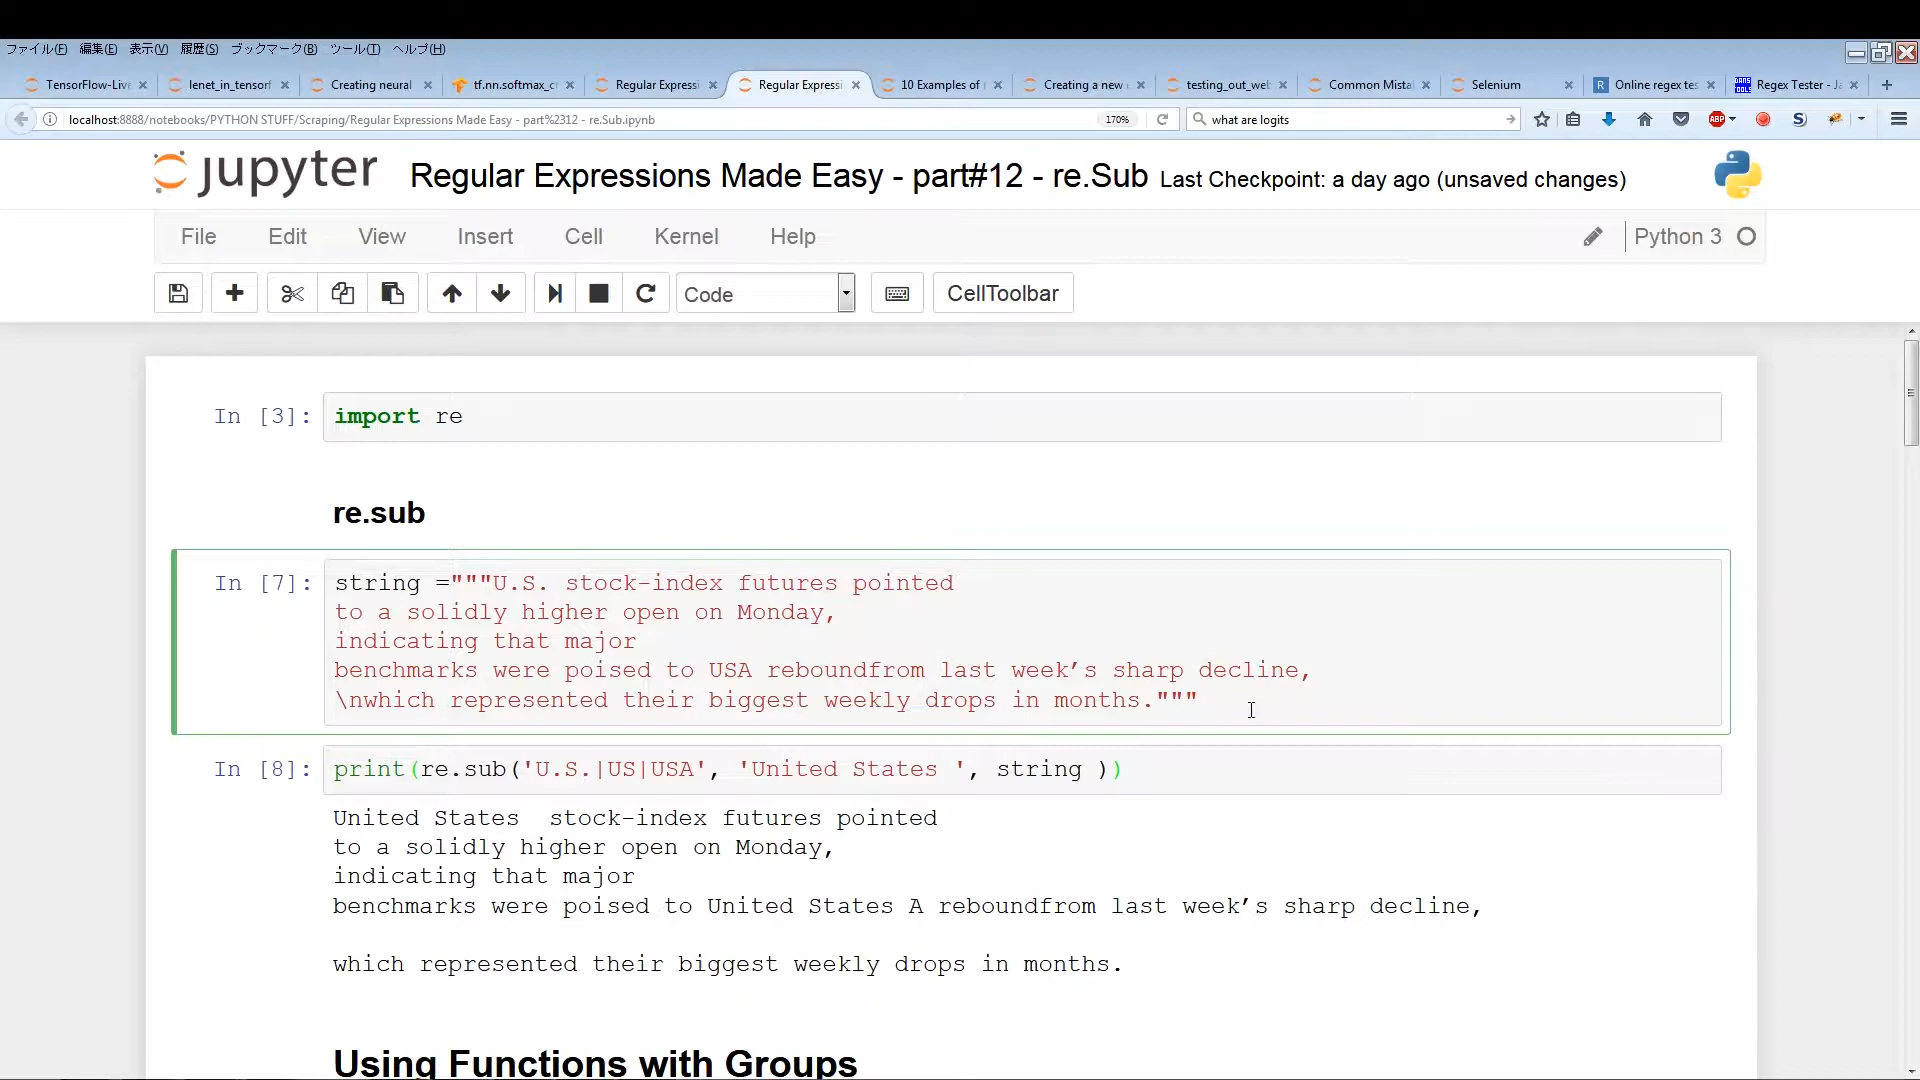 ファイル(F) 編集(E) 表示(V) 履歴(S) ブックマーク(B) ツール(T) ヘルプ(H)
TensorFlow-Live lenet_in_tensorf Creating neural tf.nn.softmax_c Regular Expressi Regular Expressi 10 Examples of Creating a new testing_out_web Common Mista Selenium Online regex tes Regex Tester - Ja
localhost:8888/notebooks/PYTHON STUFF/Scraping/Regular Expressions Made Easy - part%2312 - re.Sub.ipynb 170% what are logits ABP
jupyter Regular Expressions Made Easy - part#12 - re.Sub Last Checkpoint: a day ago (unsaved changes)
File Edit View Insert Cell Kernel Help Python 3
Code CellToolbar
In [3]: import re
re.sub
In [7]: string ="""U.S. stock-index futures pointed
to a solidly higher open on Monday,
indicating that major
benchmarks were poised to USA reboundfrom last week’s sharp decline,
\nwhich represented their biggest weekly drops in months."""
In [8]: print(re.sub('U.S.|US|USA', 'United States ', string ))
United States  stock-index futures pointed
to a solidly higher open on Monday,
indicating that major
benchmarks were poised to United States A reboundfrom last week’s sharp decline,
which represented their biggest weekly drops in months.
Using Functions with Groups